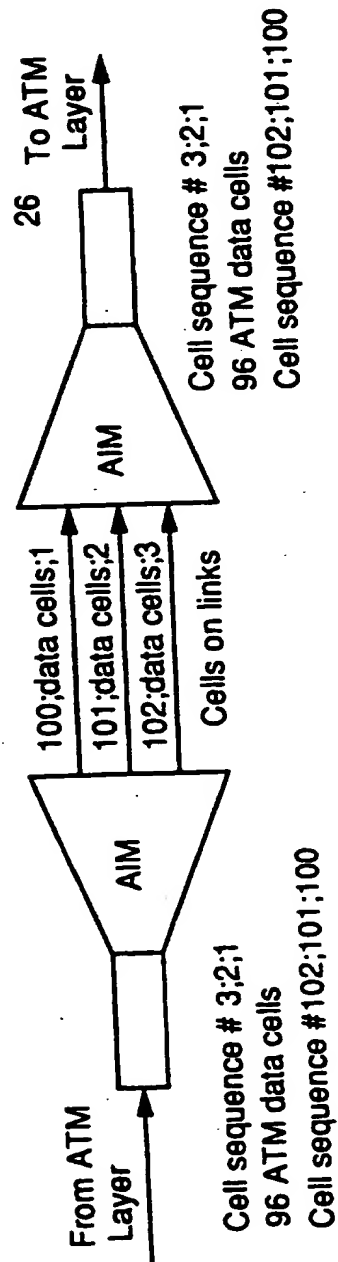 From ATM
Layer
AIM
100;data cells;1
101;data cells;2
102;data cells;3
Cells on links
AIM
26
To ATM
Layer
Cell sequence # 3;2;1
96 ATM data cells
Cell sequence #102;101;100
Cell sequence # 3;2;1
96 ATM data cells
Cell sequence #102;101;100